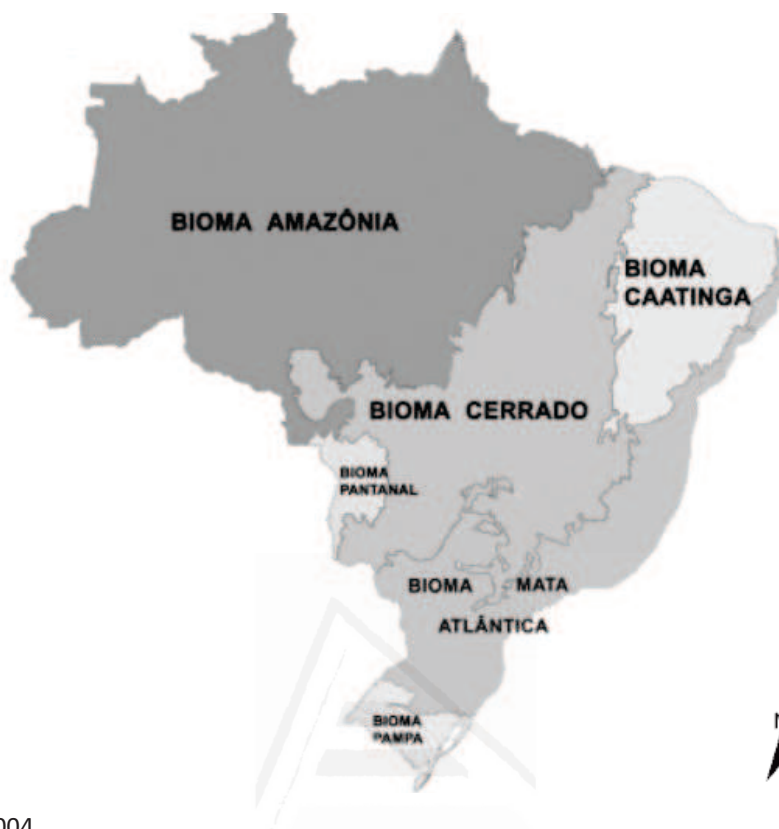 BIOMA AMAZÔNIA
BIOMA
CAATINGA
BIOMA CERRADO
BIOMA
PANTANAL
BIOMA MATA
ATLÂNTICA
BIOMA
PAMPA